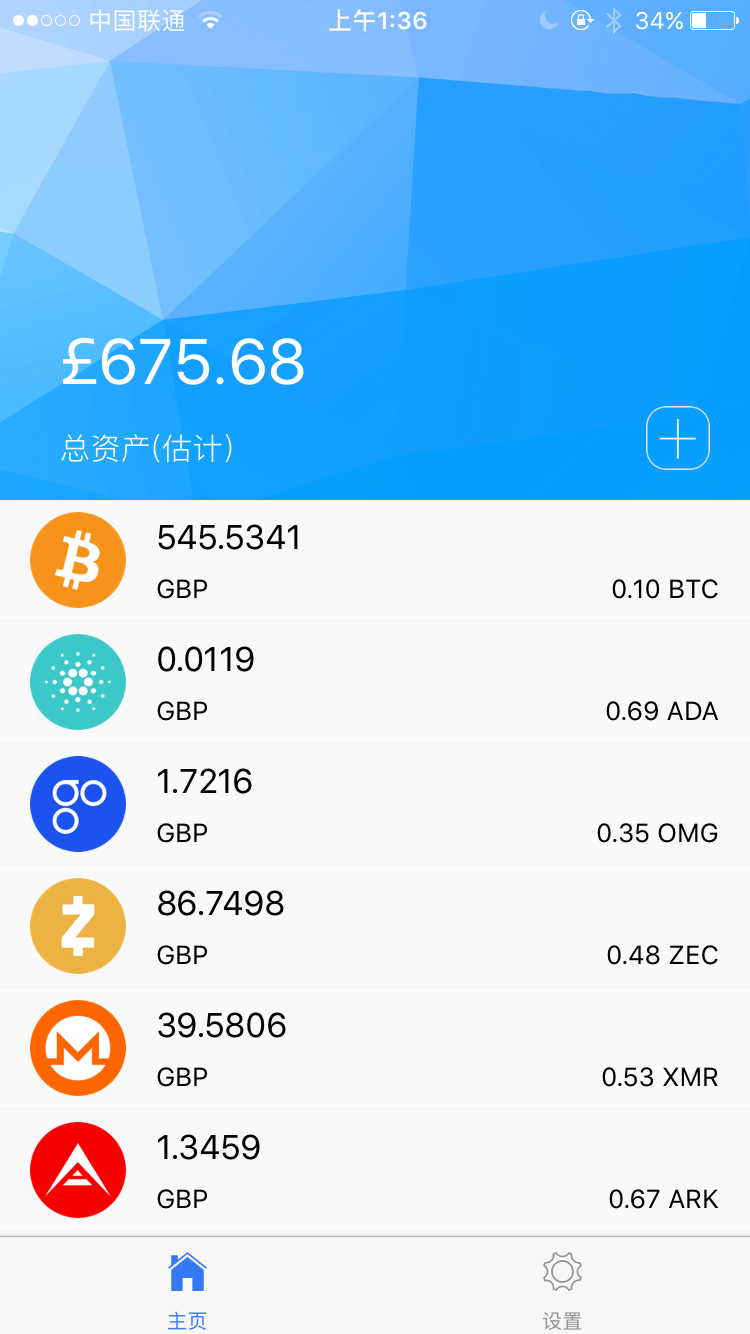 中国联通 上午1:36 34%
£675.68
总资产(估计)
545.5341
GBP 0.10 BTC
0.0119
GBP 0.69 ADA
1.7216
GBP 0.35 OMG
86.7498
GBP 0.48 ZEC
39.5806
GBP 0.53 XMR
1.3459
GBP 0.67 ARK
主页 设置